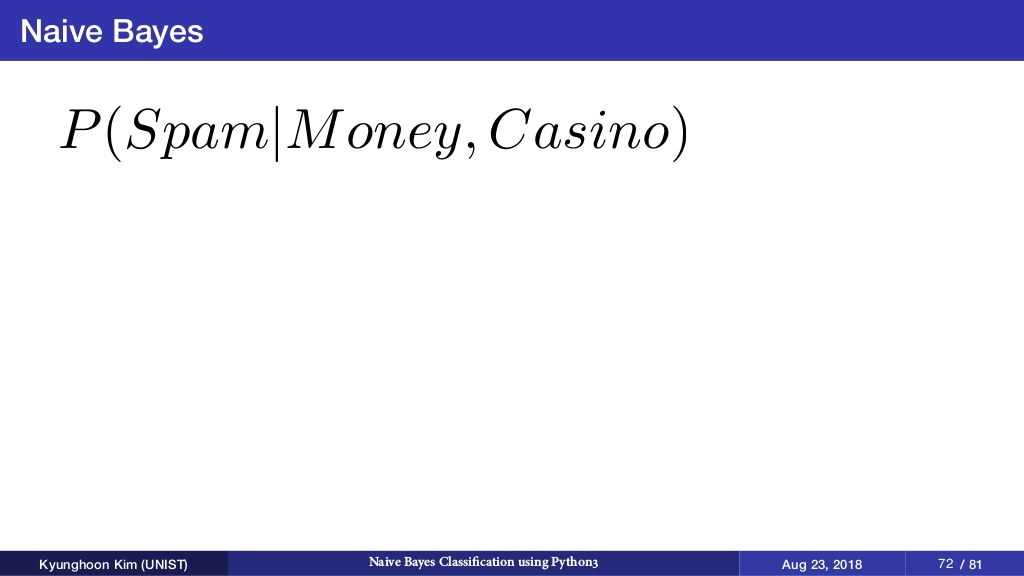 Naive Bayes
P(Spam|Money, Casino)
Kyunghoon Kim (UNIST) Naive Bayes Classification using Python3 Aug 23, 2018 72 / 81